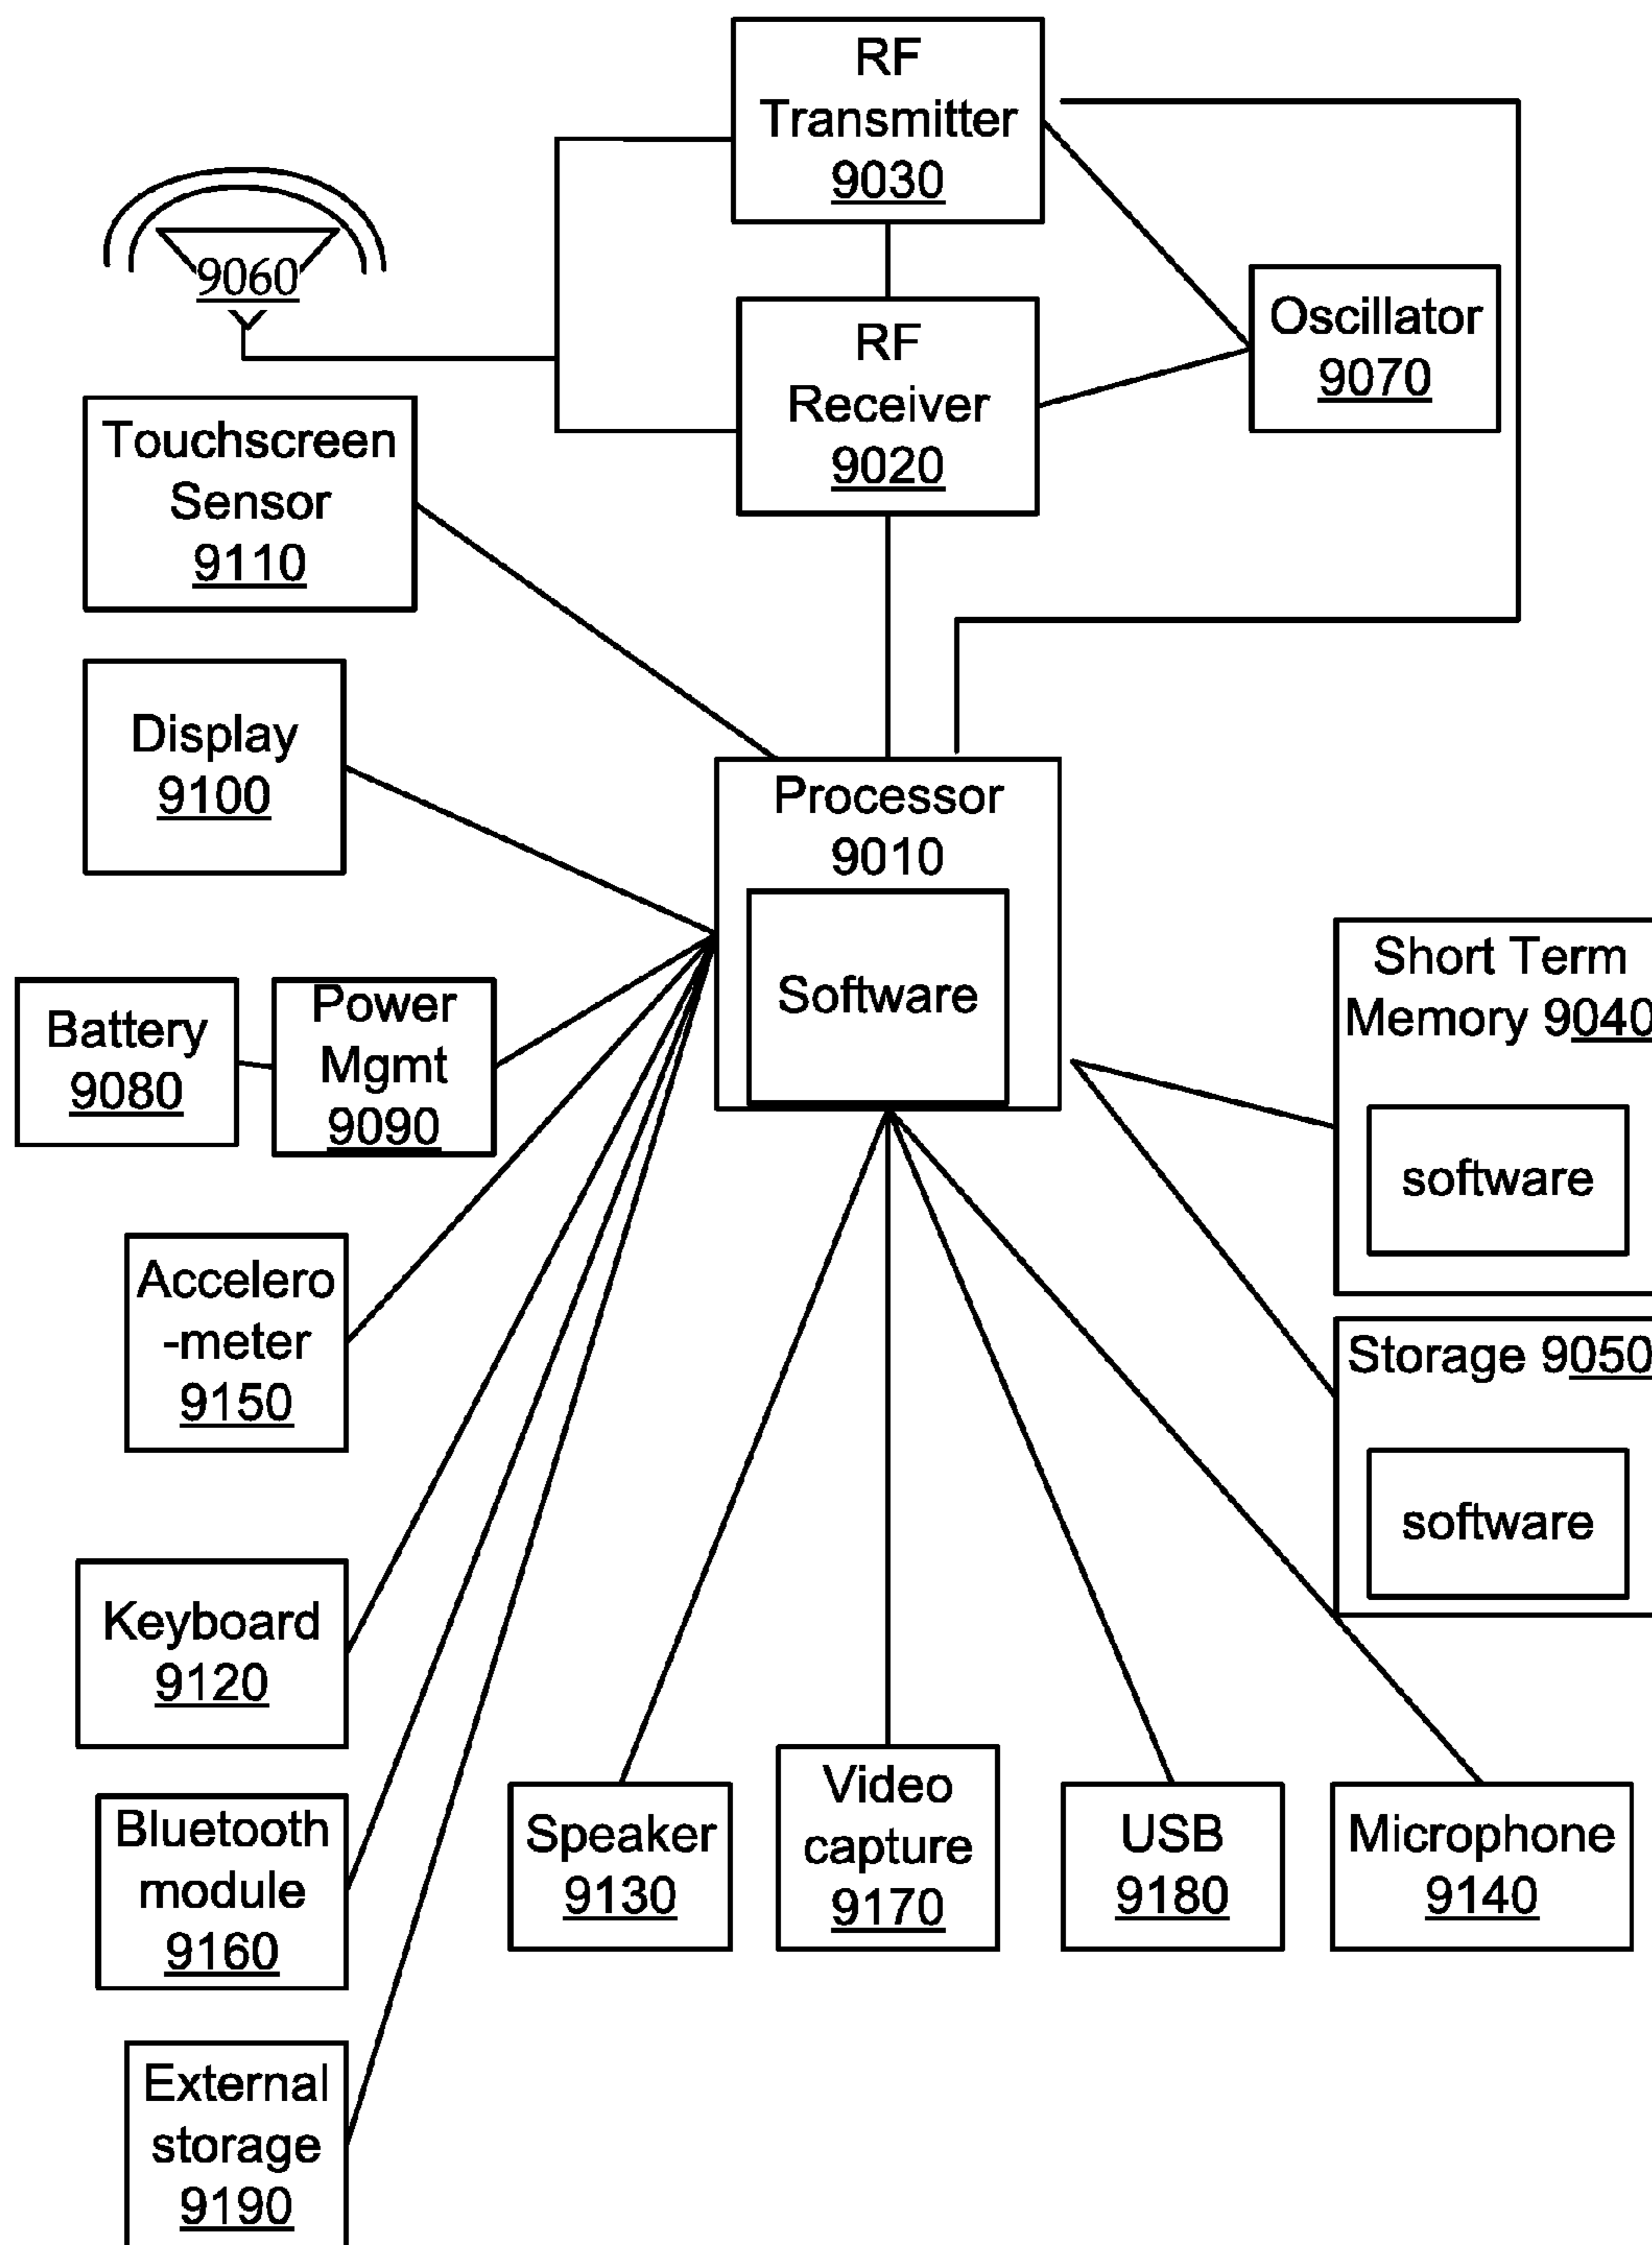 RF
Transmitter
9030
9060
RF
Receiver
9020
Oscillator
9070
Touchscreen
Sensor
9110
Display
9100
Processor
9010
Software
Short Term
Memory 9040
software
Battery
9080
Power
Mgmt
9090
Accelero
-meter
9150
Storage 9050
software
Keyboard
9120
Bluetooth
module
9160
Speaker
9130
Video
capture
9170
USB
9180
Microphone
9140
External
storage
9190